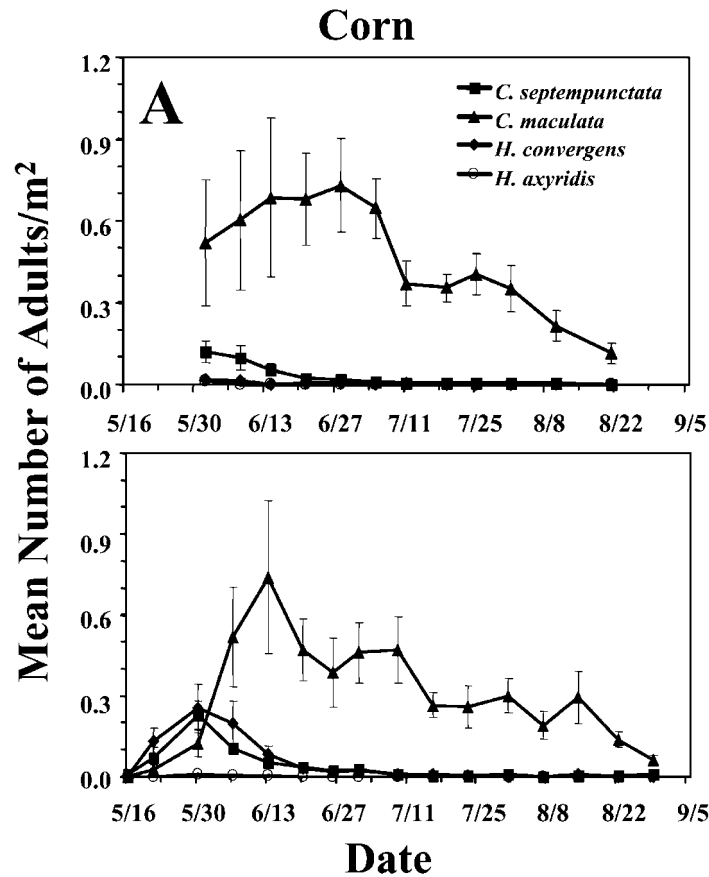 Corn
Mean Number of Adults/m²
1.2
0.9
0.6
0.3
0.0
A
C. septempunctata
C. maculata
H. convergens
H. axyridis
5/16 5/30 6/13 6/27 7/11 7/25 8/8 8/22 9/5
1.2
0.9
0.6
0.3
0.0
5/16 5/30 6/13 6/27 7/11 7/25 8/8 8/22 9/5
Date